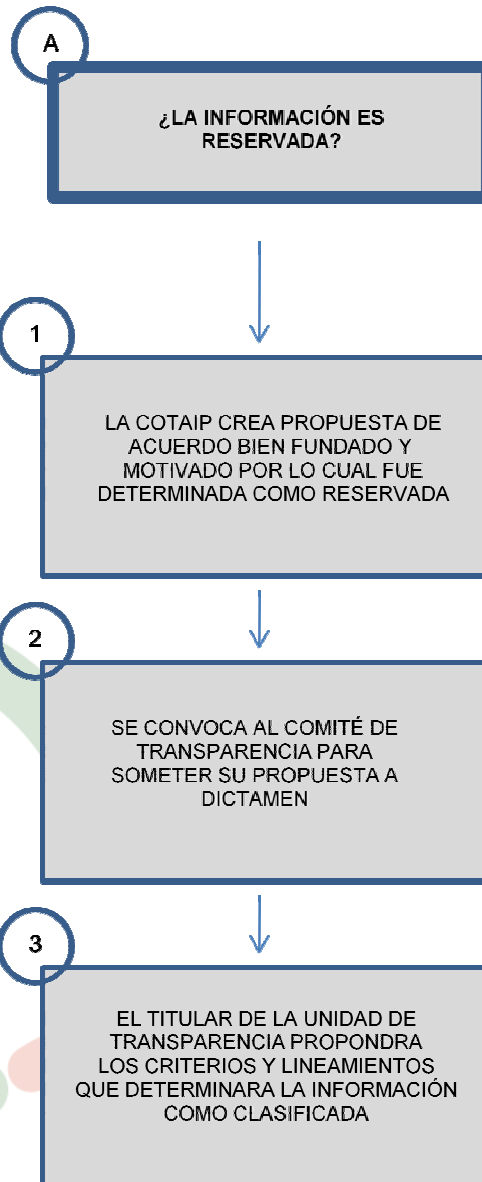 A
¿LA INFORMACIÓN ES
RESERVADA?
1
LA COTAIP CREA PROPUESTA DE
ACUERDO BIEN FUNDADO Y
MOTIVADO POR LO CUAL FUE
DETERMINADA COMO RESERVADA
2
SE CONVOCA AL COMITÉ DE
TRANSPARENCIA PARA
SOMETER SU PROPUESTA A
DICTAMEN
3
EL TITULAR DE LA UNIDAD DE
TRANSPARENCIA PROPONDRA
LOS CRITERIOS Y LINEAMIENTOS
QUE DETERMINARA LA INFORMACIÓN
COMO CLASIFICADA